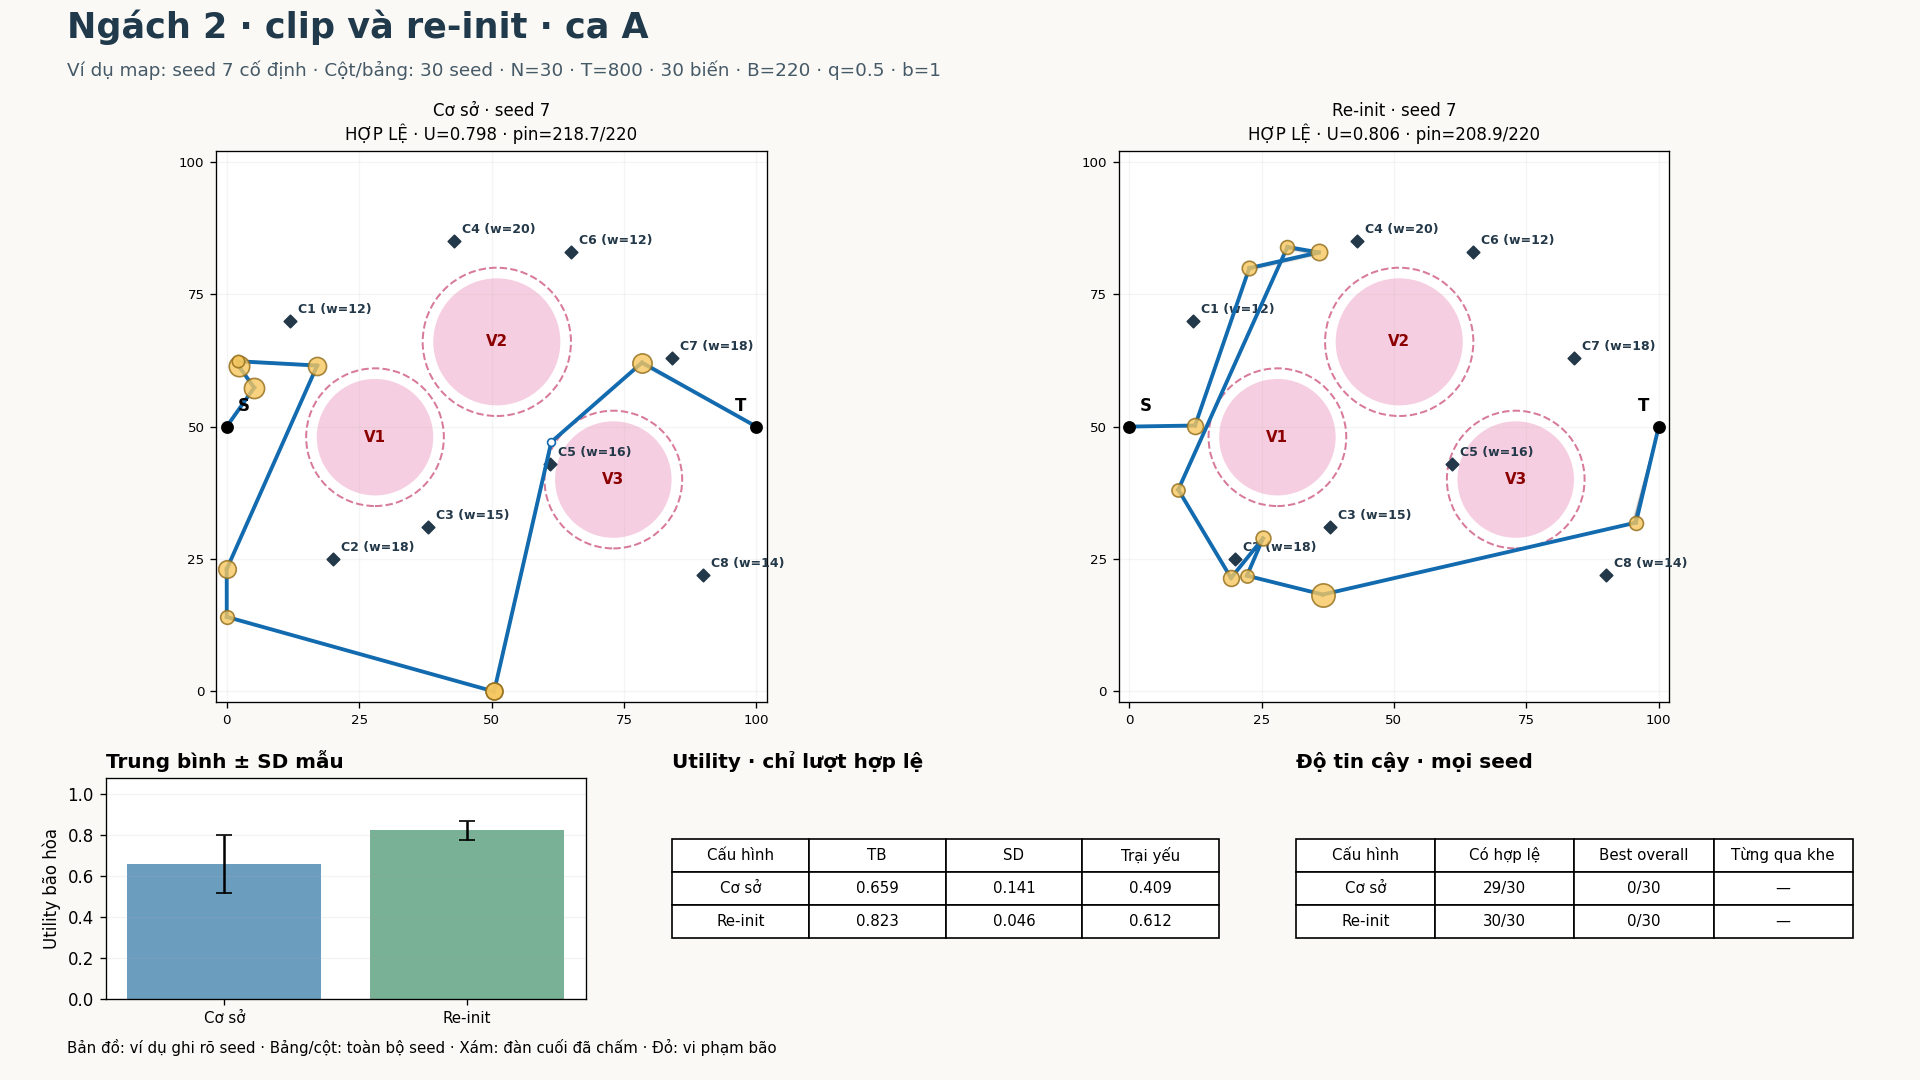 Ngách 2 · clip và re-init · ca A
Ví dụ map: seed 7 cố định · Cột/bảng: 30 seed · N=30 · T=800 · 30 biến · B=220 · q=0.5 · b=1
Cơ sở · seed 7
HỢP LỆ · U=0.798 · pin=218.7/220
100
75
50
25
0
0 25 50 75 100
C4 (w=20)
C6 (w=12)
C1 (w=12)
V2
C7 (w=18)
S
T
V1
C5 (w=16)
V3
C3 (w=15)
C2 (w=18)
C8 (w=14)
Re-init · seed 7
HỢP LỆ · U=0.806 · pin=208.9/220
100
75
50
25
0
0 25 50 75 100
C4 (w=20)
C6 (w=12)
C1 (w=12)
V2
C7 (w=18)
S
T
V1
C5 (w=16)
V3
C3 (w=15)
C2 (w=18)
C8 (w=14)
Trung bình ± SD mẫu
Utility bão hòa
1.0
0.8
0.6
0.4
0.2
0.0
Cơ sở Re-init
Utility · chỉ lượt hợp lệ
Cấu hình TB SD Trại yếu
Cơ sở 0.659 0.141 0.409
Re-init 0.823 0.046 0.612
Độ tin cậy · mọi seed
Cấu hình Có hợp lệ Best overall Từng qua khe
Cơ sở 29/30 0/30 —
Re-init 30/30 0/30 —
Bản đồ: ví dụ ghi rõ seed · Bảng/cột: toàn bộ seed · Xám: đàn cuối đã chấm · Đỏ: vi phạm bão